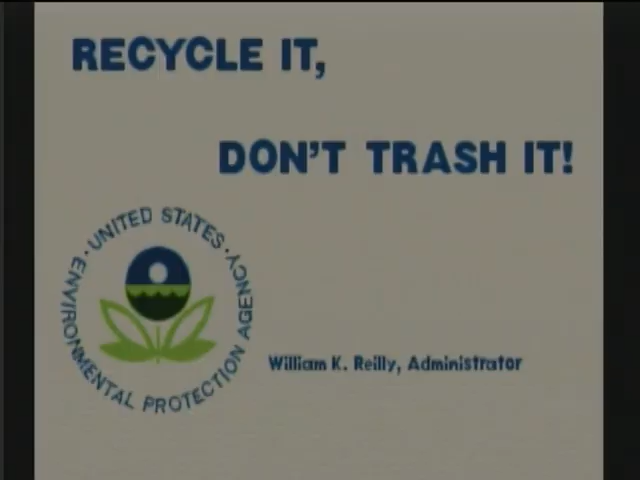 RECYCLE IT,
DON'T TRASH IT!
UNITED STATES
ENVIRONMENTAL PROTECTION AGENCY
William K. Reilly, Administrator